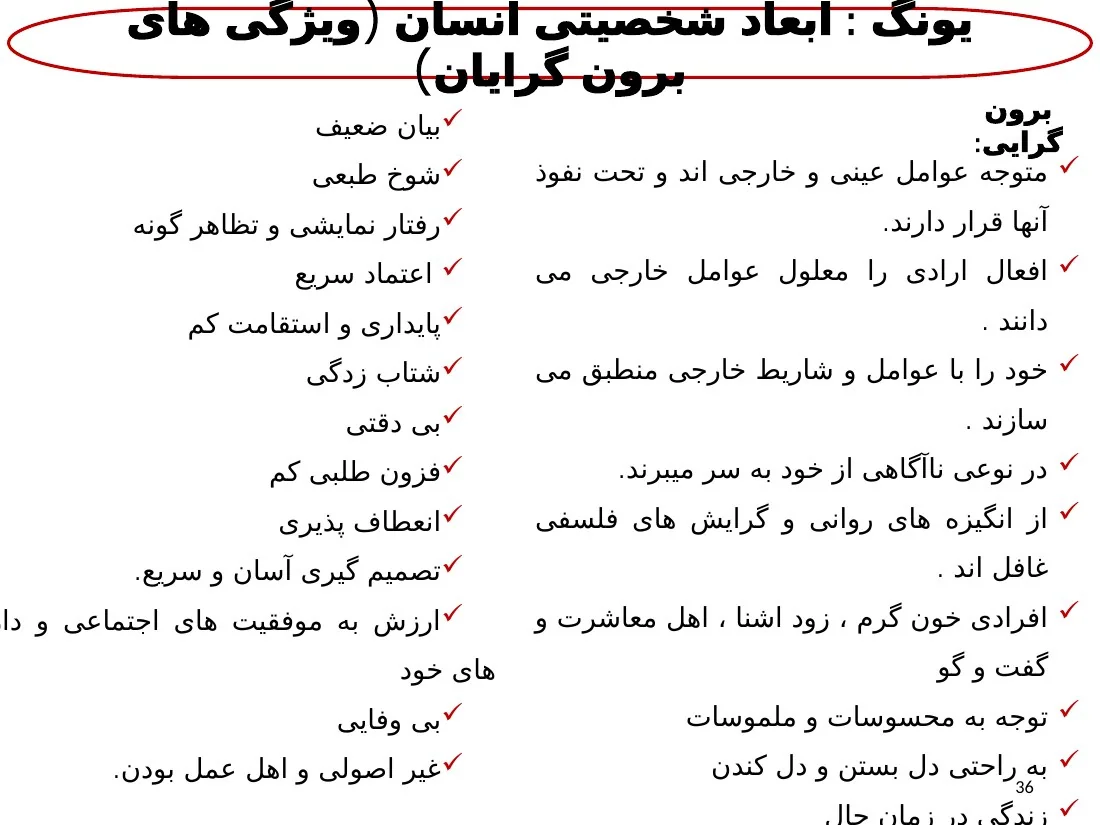 یونگ : ابعاد شخصیتی انسان (ویژگی های
برون گرایان)
برون
گرایی:
✓ متوجه عوامل عینی و خارجی اند و تحت نفوذ
آنها قرار دارند.
✓ افعال ارادی را معلول عوامل خارجی می
دانند .
✓ خود را با عوامل و شاریط خارجی منطبق می
سازند .
✓ در نوعی ناآگاهی از خود به سر میبرند.
✓ از انگیزه های روانی و گرایش های فلسفی
غافل اند .
✓ افرادی خون گرم ، زود اشنا ، اهل معاشرت و
گفت و گو
✓ توجه به محسوسات و ملموسات
✓ به راحتی دل بستن و دل کندن
✓ زندگی در زمان حال
✓ بیان ضعیف
✓ شوخ طبعی
✓ رفتار نمایشی و تظاهر گونه
✓ اعتماد سریع
✓ پایداری و استقامت کم
✓ شتاب زدگی
✓ بی دقتی
✓ فزون طلبی کم
✓ انعطاف پذیری
✓ تصمیم گیری آسان و سریع.
✓ ارزش به موفقیت های اجتماعی و
های خود
✓ بی وفایی
✓ غیر اصولی و اهل عمل بودن.
36